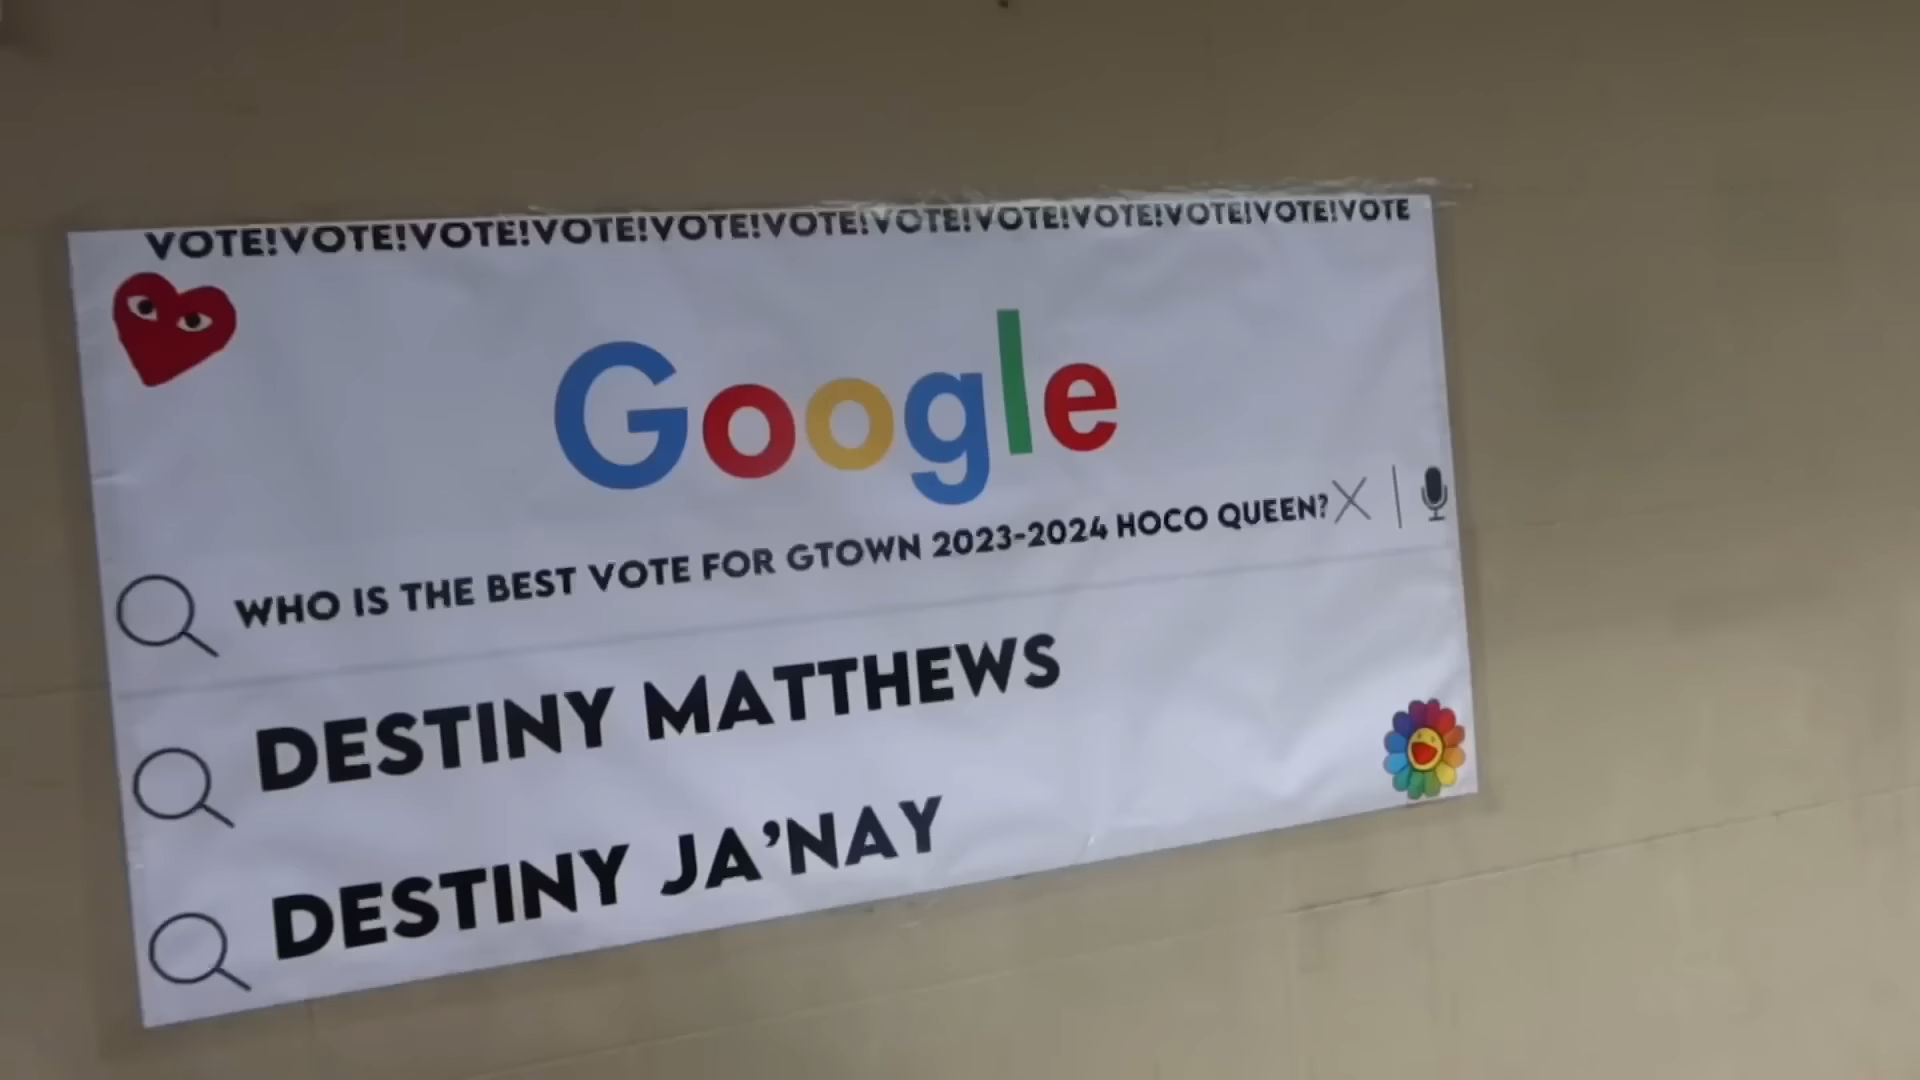 VOTE!VOTE!VOTE!VOTE!VOTE!VOTE!VOTE!VOTE!VOTE!VOTE!VOTE!VOTE
Google
WHO IS THE BEST VOTE FOR GTOWN 2023-2024 HOCO QUEEN?
DESTINY MATTHEWS
DESTINY JA'NAY